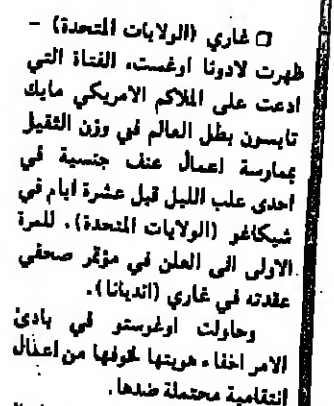 □ غاري (الولايات المتحدة) –
ظهرت لادونا اوغست، الفتاة التي
ادعت على الملاكم الامريكي مايك
تايسون بطل العالم في وزن الثقيل
بممارسة اعمال عنف جنسية في
احدى علب الليل قبل عشرة ايام في
شيكاغو (الولايات المتحدة). للمرة
الاولى الى العلن في مؤتمر صحفي
عقدته في غاري (انديانا).
وحاولت اوغوستو في بادئ
الامر اخفاء هويتها لخوفها من اعمال
انتقامية محتملة ضدها.